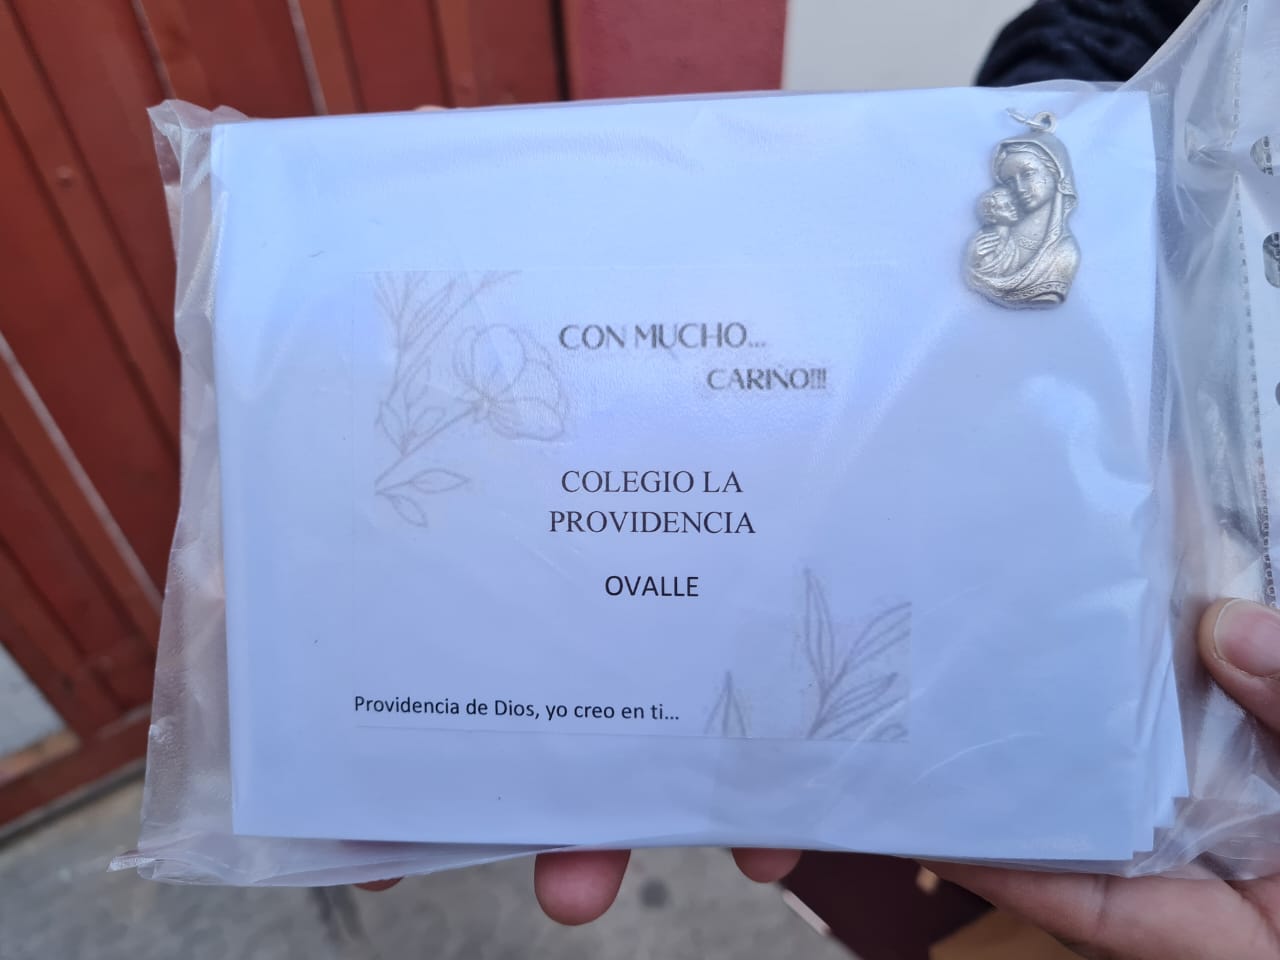 CON MUCHO...
CARIÑO!!!
COLEGIO LA
PROVIDENCIA
OVALLE
Providencia de Dios, yo creo en ti...